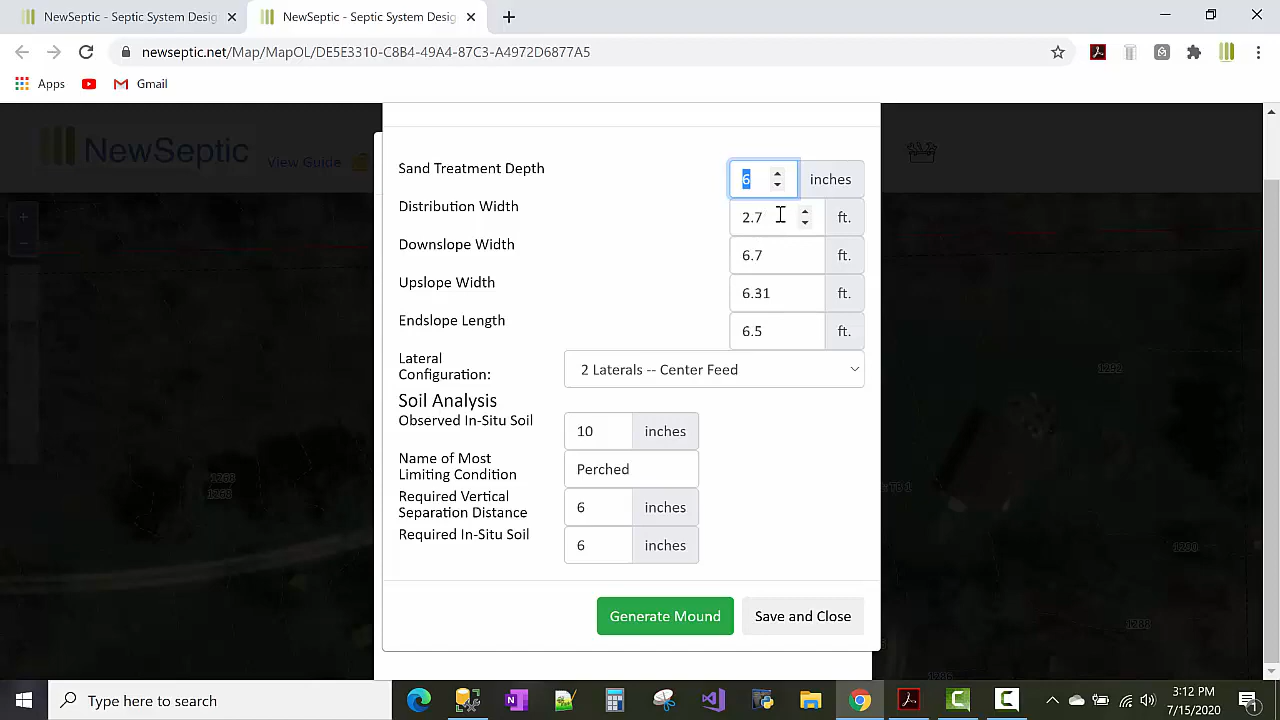 NewSeptic - Septic System Desig
NewSeptic - Septic System Desig
newseptic.net/Map/MapOL/DE5E3310-C8B4-49A4-87C3-A4972D6877A5
Apps
Gmail
NewSeptic
View Guide
Sand Treatment Depth
6
inches
Distribution Width
2.7
ft.
Downslope Width
6.7
ft.
Upslope Width
6.31
ft.
Endslope Length
6.5
ft.
Lateral
Configuration:
2 Laterals -- Center Feed
Soil Analysis
Observed In-Situ Soil
10
inches
Name of Most
Limiting Condition
Perched
Required Vertical
Separation Distance
6
inches
Required In-Situ Soil
6
inches
Generate Mound
Save and Close
Type here to search
3:12 PM
7/15/2020
1